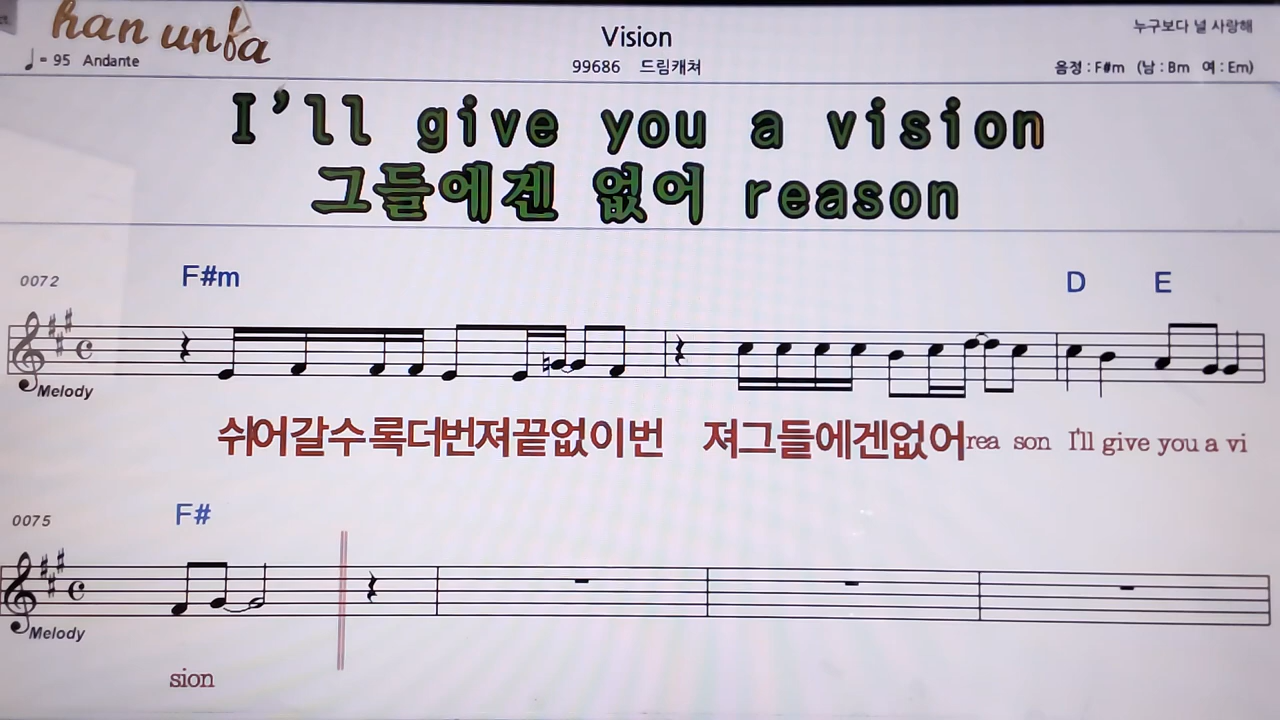 han unfa
Vision
누구보다 널 사랑해
♩= 95 Andante
99686 드림캐쳐
음정 : F#m (남 : Bm 여 : Em)
I'll give you a vision
그들에겐 없어 reason
0072 F#m D E
Melody
쉬어갈수록더번져끝없이번 져그들에겐없어rea son I'll give you a vi
0075 F#
Melody
sion